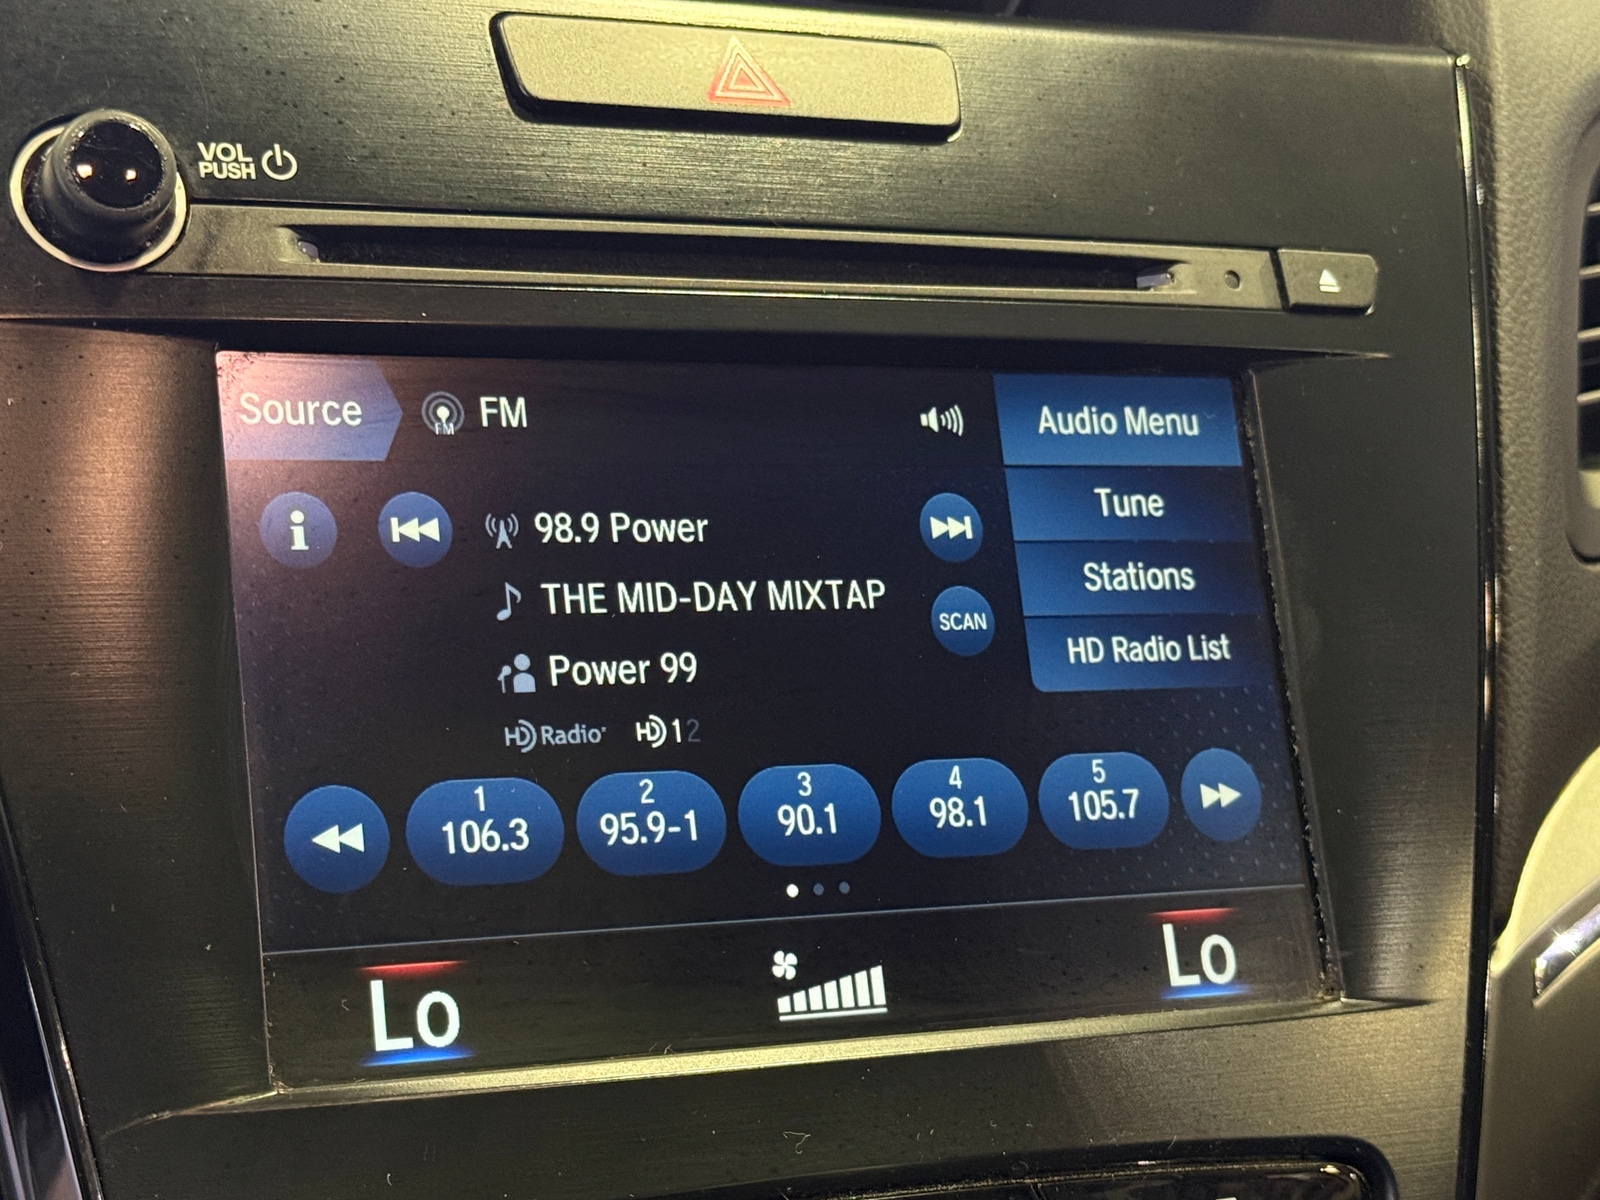 VOL
PUSH
Source
FM
FM
Audio Menu
98.9 Power
Tune
THE MID-DAY MIXTAP
Stations
SCAN
Power 99
HD Radio List
HD Radio HD 1 2
1
106.3
2
95.9-1
3
90.1
4
98.1
5
105.7
Lo
Lo